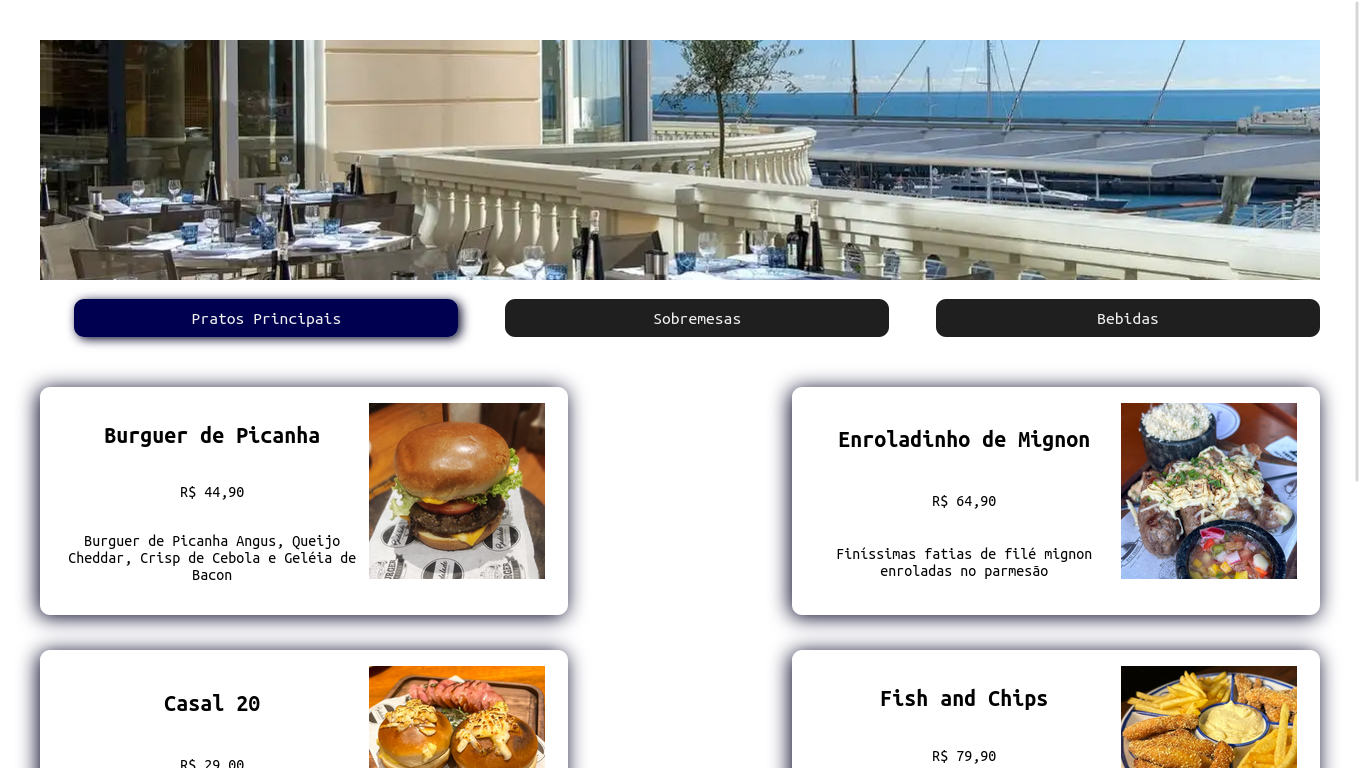 Pratos Principais
Sobremesas
Bebidas
Burguer de Picanha
R$ 44,90
Burguer de Picanha Angus, Queijo
Cheddar, Crisp de Cebola e Geléia de
Bacon
Enroladinho de Mignon
R$ 64,90
Finíssimas fatias de filé mignon
enroladas no parmesão
Casal 20
R$ 29,00
Fish and Chips
R$ 79,90